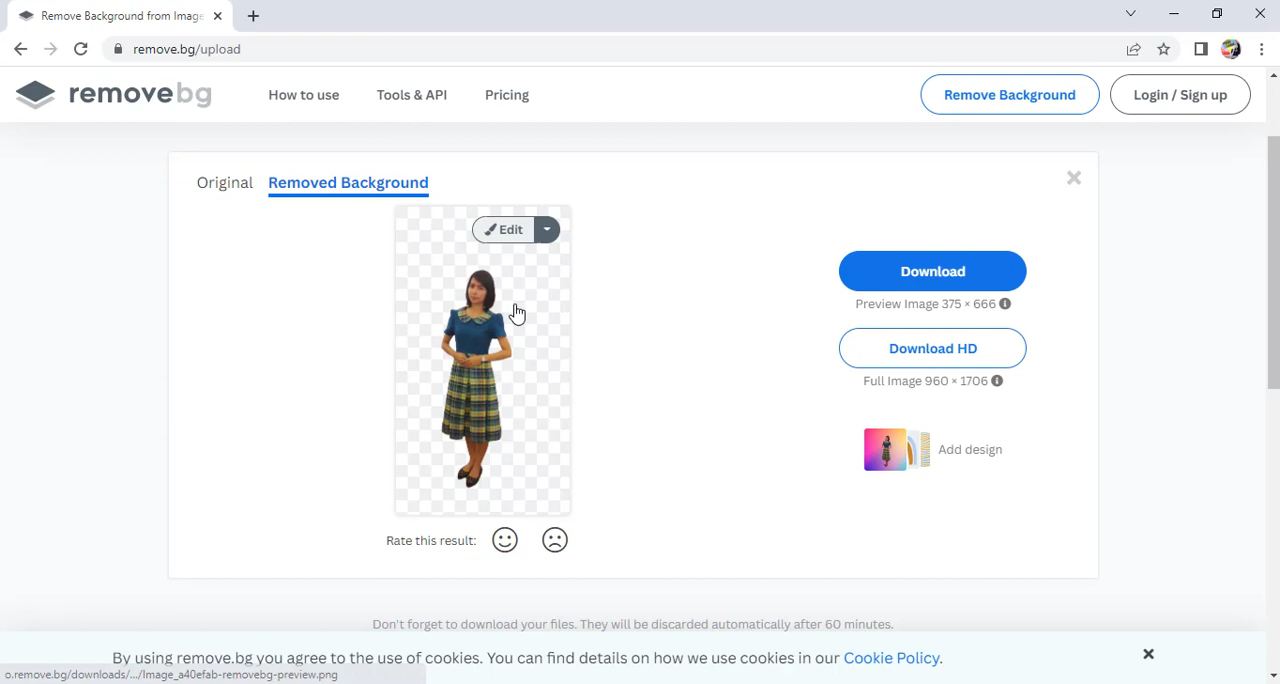 Remove Background from Image
remove.bg/upload
removebg
How to use
Tools & API
Pricing
Remove Background
Login / Sign up
Original
Removed Background
Edit
Download
Preview Image 375 × 666
Download HD
Full Image 960 × 1706
Add design
Rate this result:
Don't forget to download your files. They will be discarded automatically after 60 minutes.
By using remove.bg you agree to the use of cookies. You can find details on how we use cookies in our Cookie Policy.
o.remove.bg/downloads/.../Image_a40efab-removebg-preview.png